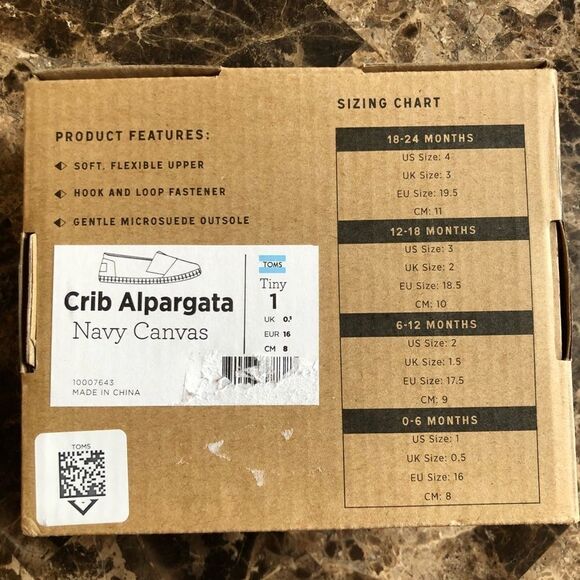 PRODUCT FEATURES:
SOFT, FLEXIBLE UPPER
HOOK AND LOOP FASTENER
GENTLE MICROSUEDE OUTSOLE
Crib Alpargata
Navy Canvas
10007643
MADE IN CHINA
TOMS
Tiny
1
UK
EUR 16
CM 8
TOMS
SIZING CHART
18-24 MONTHS
US Size: 4
UK Size: 3
EU Size: 19.5
CM: 11
12-18 MONTHS
US Size: 3
UK Size: 2
EU Size: 18.5
CM: 10
6-12 MONTHS
US Size: 2
UK Size: 1.5
EU Size: 17.5
CM: 9
0-6 MONTHS
US Size: 1
UK Size: 0.5
EU Size: 16
CM: 8